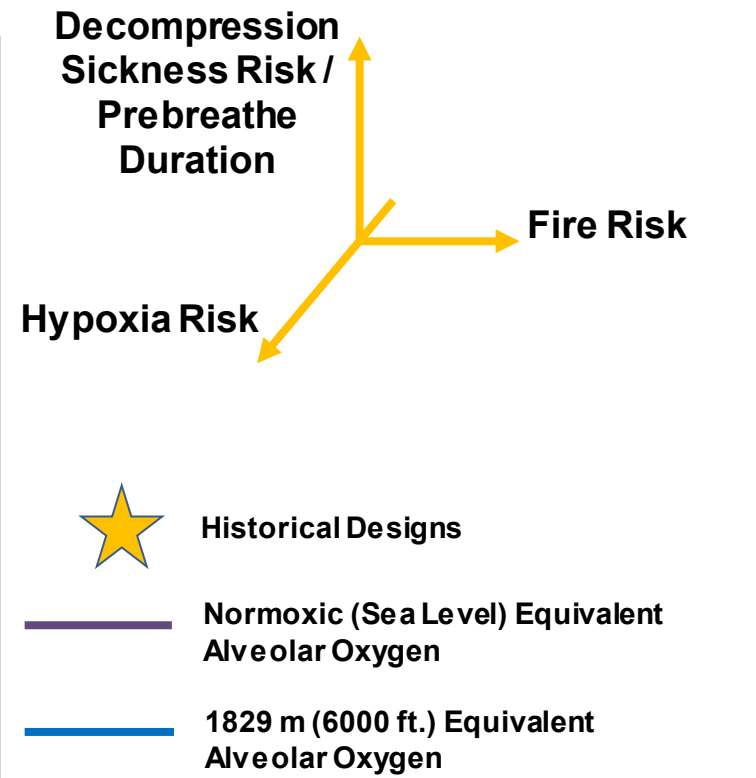 Decompression
Sickness Risk /
Prebreathe
Duration
Fire Risk
Hypoxia Risk
Historical Designs
Normoxic (Sea Level) Equivalent
Alveolar Oxygen
1829 m (6000 ft.) Equivalent
Alveolar Oxygen